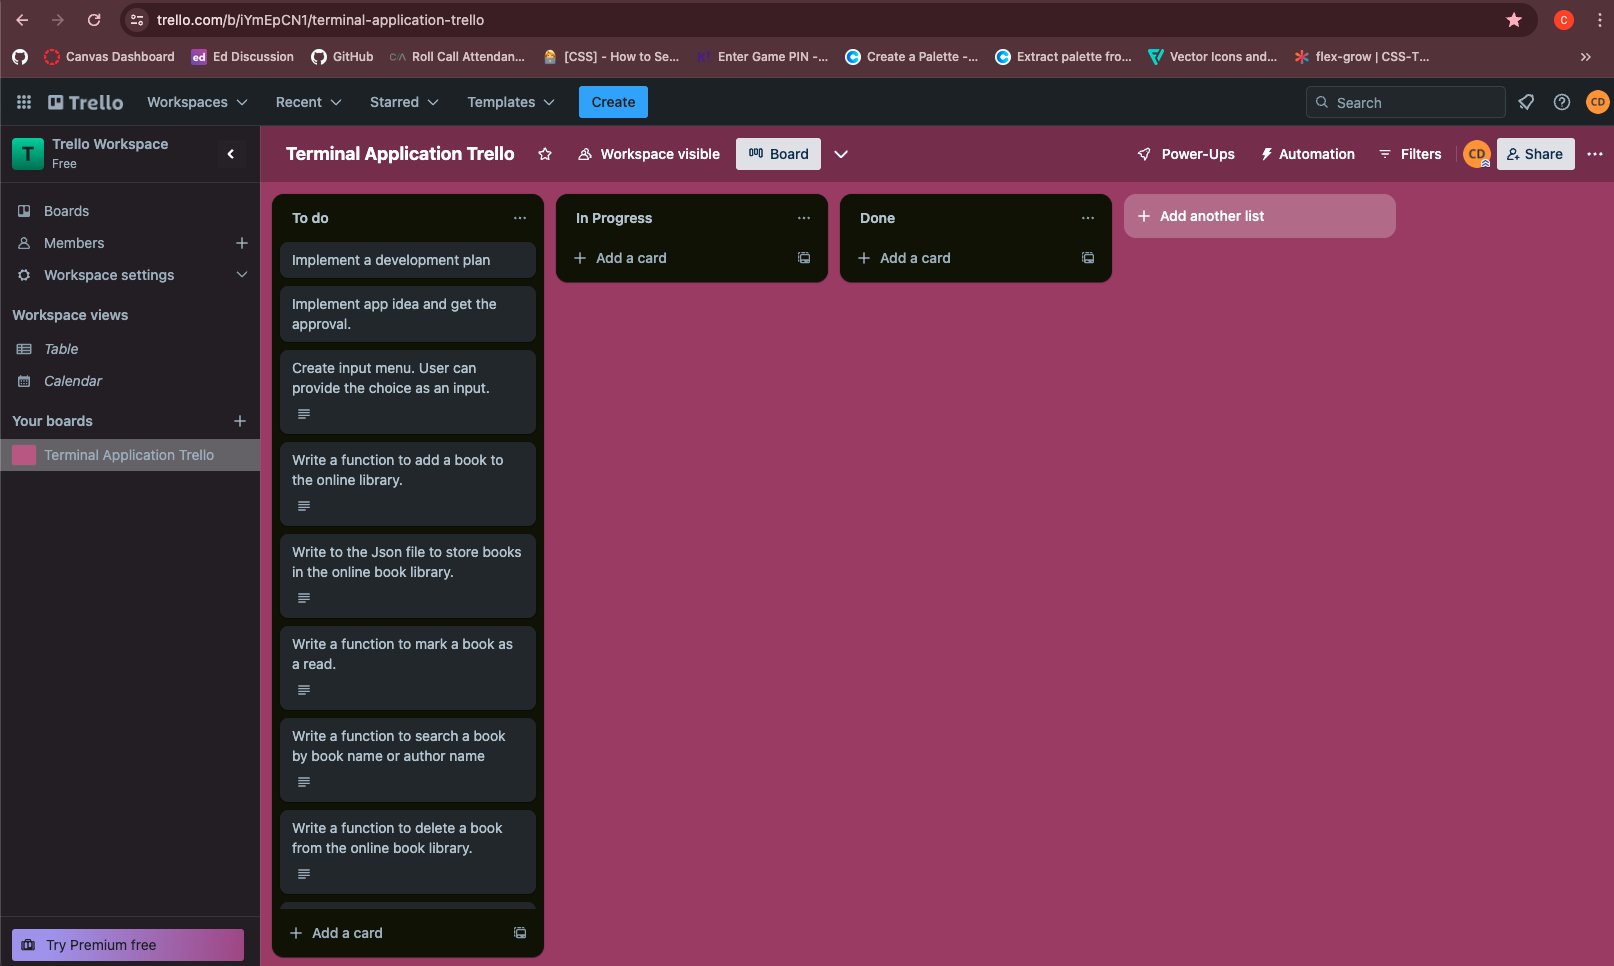 trello.com/b/iYmEpCN1/terminal-application-trello
C
Canvas Dashboard
ed Ed Discussion
GitHub
C/\ Roll Call Attendan...
[CSS] - How to Se...
Enter Game PIN -...
Create a Palette -...
Extract palette fro...
Vector Icons and...
flex-grow | CSS-T...
Trello
Workspaces
Recent
Starred
Templates
Create
Search
CD
T
Trello Workspace
Free
Terminal Application Trello
Workspace visible
Board
Power-Ups
Automation
Filters
CD
Share
Boards
Members
Workspace settings
Workspace views
Table
Calendar
Your boards
Terminal Application Trello
Try Premium free
To do
Implement a development plan
Implement app idea and get the
approval.
Create input menu. User can
provide the choice as an input.
Write a function to add a book to
the online library.
Write to the Json file to store books
in the online book library.
Write a function to mark a book as
a read.
Write a function to search a book
by book name or author name
Write a function to delete a book
from the online book library.
Add a card
In Progress
Add a card
Done
Add a card
Add another list